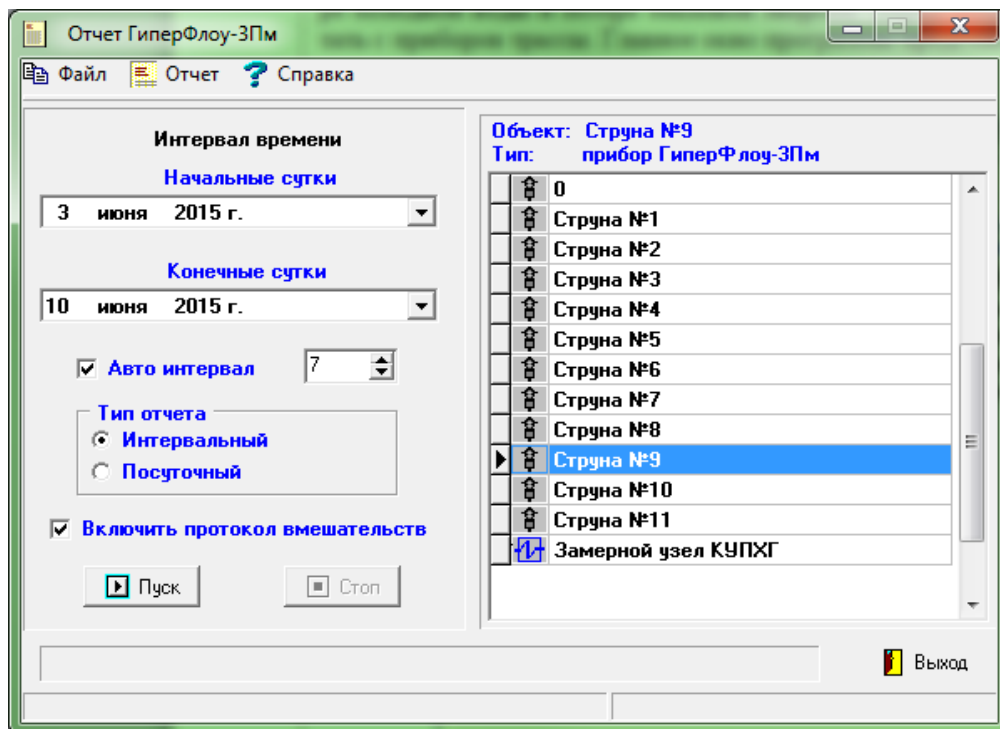 Отчет ГиперФлоу-3Пм
Файл Отчет Справка
Интервал времени
Начальные сутки
3 июня 2015 г.
Конечные сутки
10 июня 2015 г.
Авто интервал 7
Тип отчета
Интервальный
Посуточный
Включить протокол вмешательств
Пуск Стоп
Объект: Струна №9
Тип: прибор ГиперФлоу-3Пм
0
Струна №1
Струна №2
Струна №3
Струна №4
Струна №5
Струна №6
Струна №7
Струна №8
Струна №9
Струна №10
Струна №11
Замерной узел КУПХГ
Выход